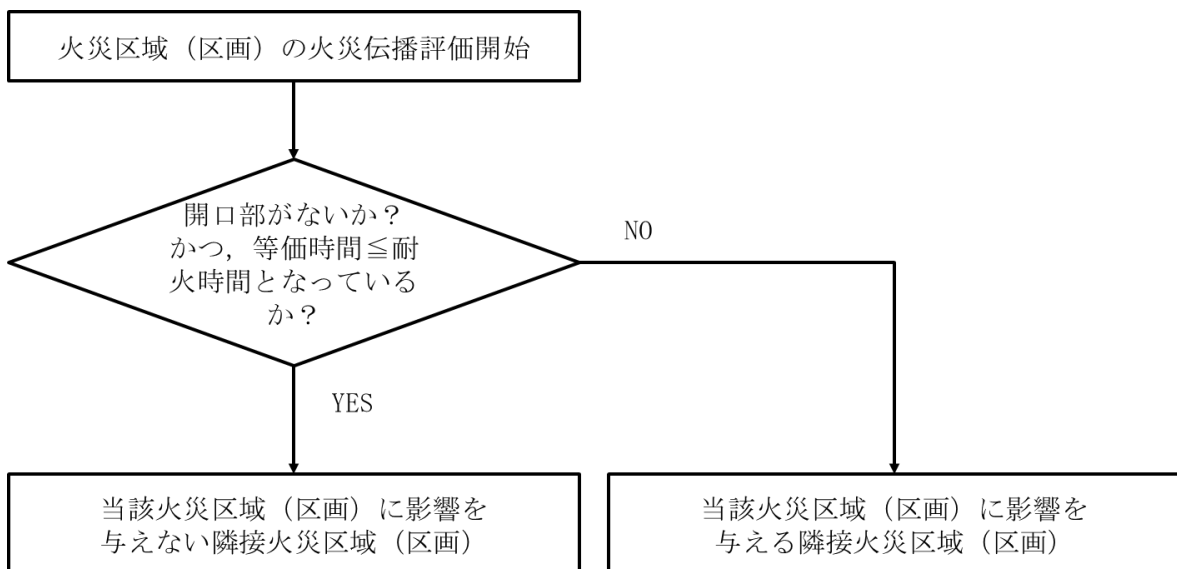 火災区域（区画）の火災伝播評価開始
開口部がないか？
かつ，等価時間≦耐
火時間となっている
か？
NO
YES
当該火災区域（区画）に影響を
与えない隣接火災区域（区画）
当該火災区域（区画）に影響を
与える隣接火災区域（区画）